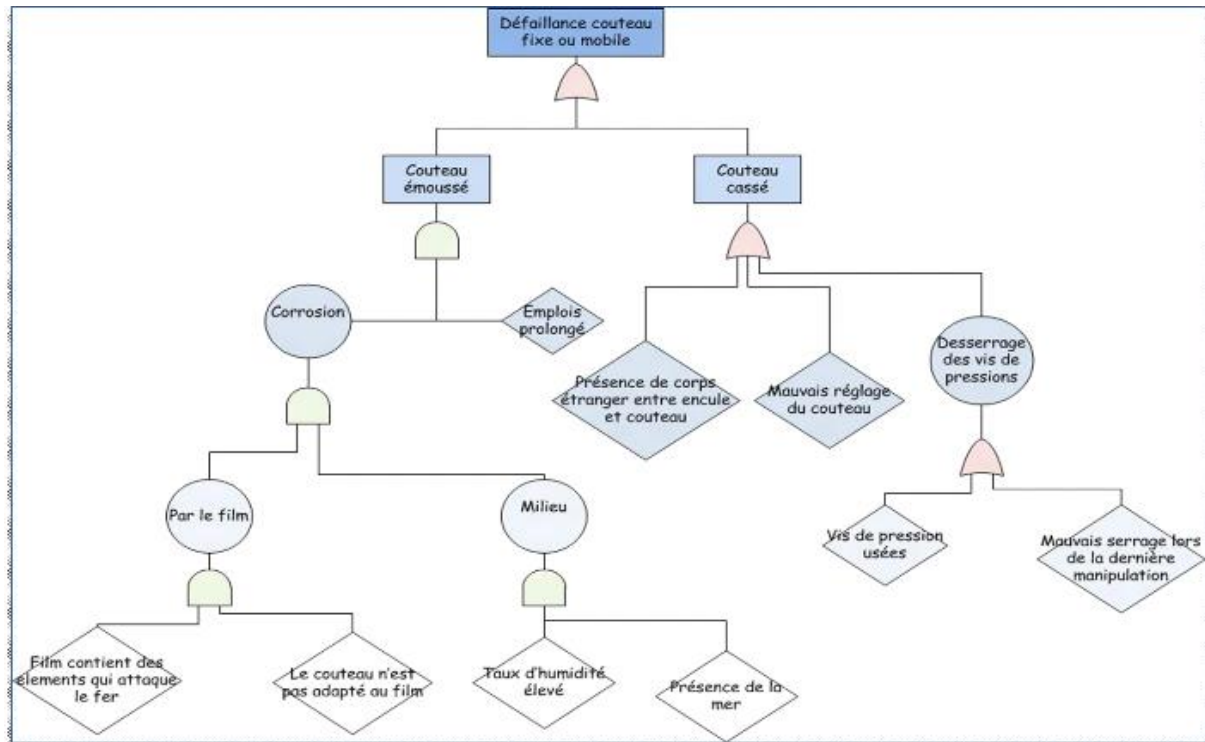 Défaillance couteau
fixe ou mobile
Couteau
émoussé
Couteau
cassé
Corrosion
Emplois
prolongé
Présence de corps
étranger entre encule
et couteau
Mauvais réglage
du couteau
Desserrage
des vis de
pressions
Par le film
Milieu
Vis de pression
usées
Mauvais serrage lors
de la dernière
manipulation
Film contient des
elements qui attaque
le fer
Le couteau n'est
pas adapté au film
Taux d'humidité
élevé
Présence de la
mer